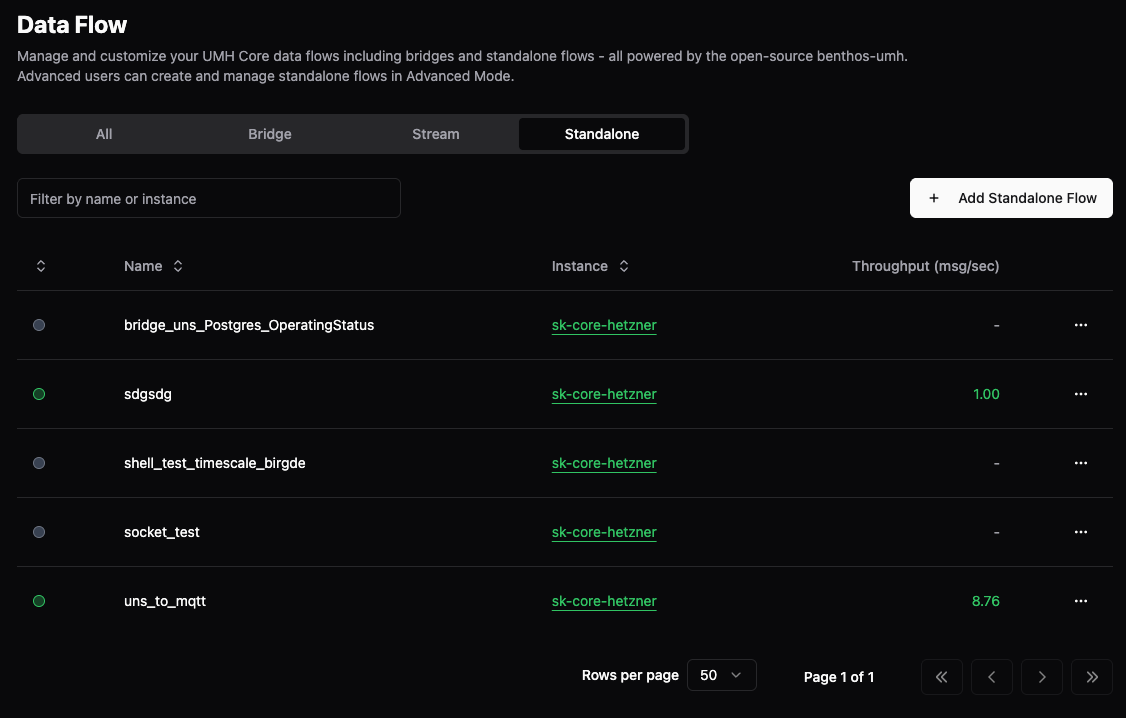 Data Flow
Manage and customize your UMH Core data flows including bridges and standalone flows - all powered by the open-source benthos-umh.
Advanced users can create and manage standalone flows in Advanced Mode.
All Bridge Stream Standalone
Filter by name or instance
+ Add Standalone Flow
Name Instance Throughput (msg/sec)
bridge_uns_Postgres_OperatingStatus sk-core-hetzner - ...
sdgsdg sk-core-hetzner 1.00 ...
shell_test_timescale_birgde sk-core-hetzner - ...
socket_test sk-core-hetzner - ...
uns_to_mqtt sk-core-hetzner 8.76 ...
Rows per page 50 Page 1 of 1